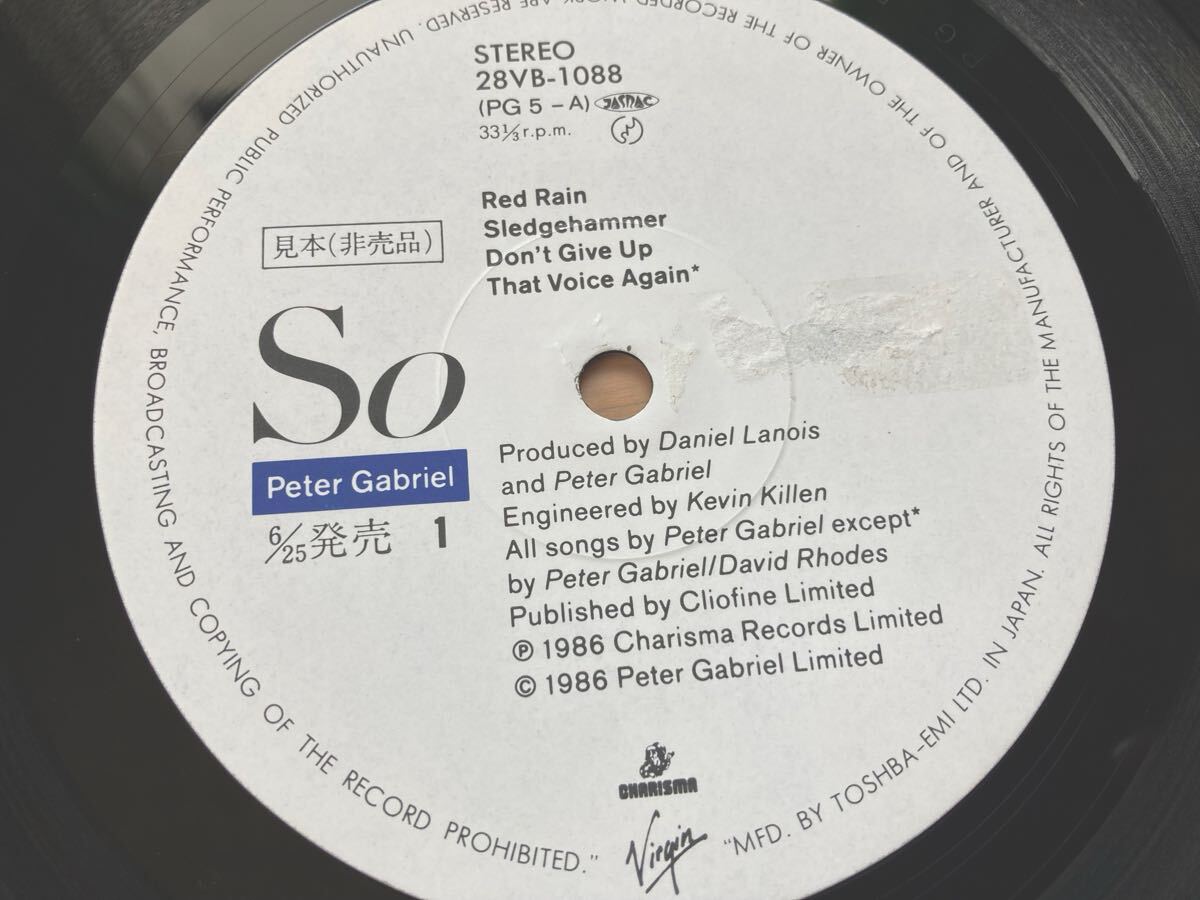 STEREO
28VB-1088
(PG 5 - A) JASRAC
33⅓ r.p.m.
Red Rain
Sledgehammer
Don't Give Up
That Voice Again*
見本(非売品)
So
Peter Gabriel
6/25発売 1
Produced by Daniel Lanois
and Peter Gabriel
Engineered by Kevin Killen
All songs by Peter Gabriel except*
by Peter Gabriel/David Rhodes
Published by Cliofine Limited
℗ 1986 Charisma Records Limited
© 1986 Peter Gabriel Limited
CHARISMA
Virgin
"MFD. BY TOSHBA-EMI LTD. IN JAPAN. ALL RIGHTS OF THE MANUFACTURER AND OF THE OWNER OF THE RECORDED WORK ARE RESERVED. UNAUTHORIZED PUBLIC PERFORMANCE, BROADCASTING AND COPYING OF THE RECORD PROHIBITED."